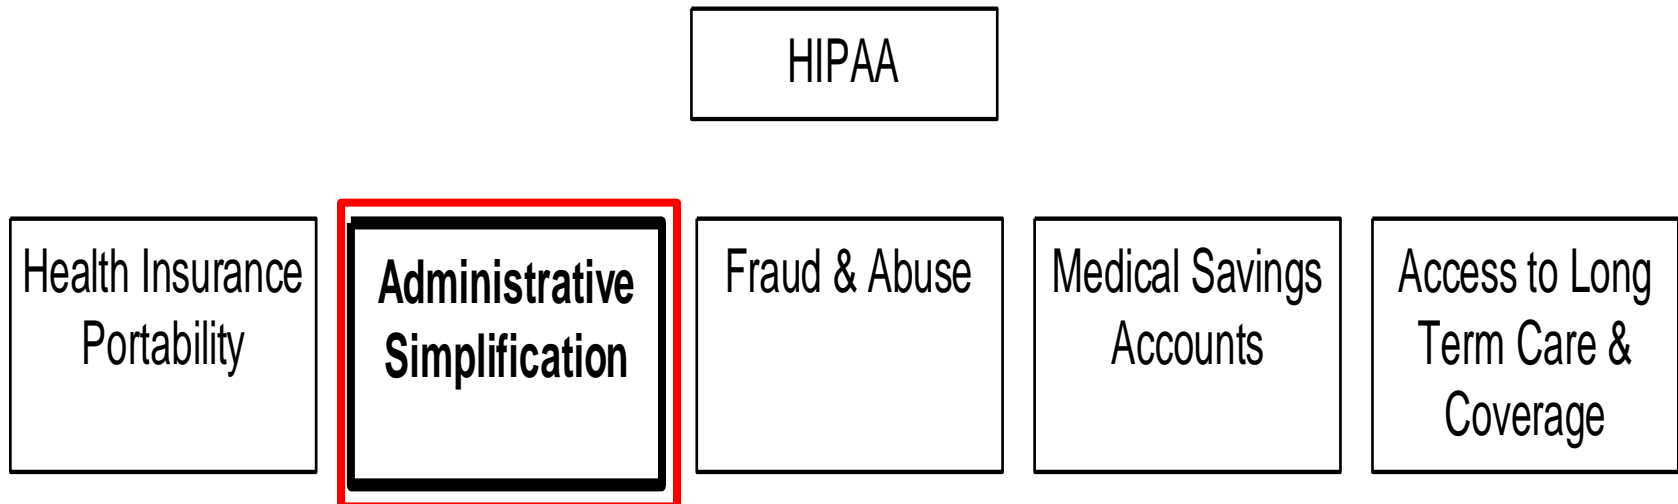 HIPAA
Health Insurance
Portability
Administrative
Simplification
Fraud & Abuse
Medical Savings
Accounts
Access to Long
Term Care &
Coverage